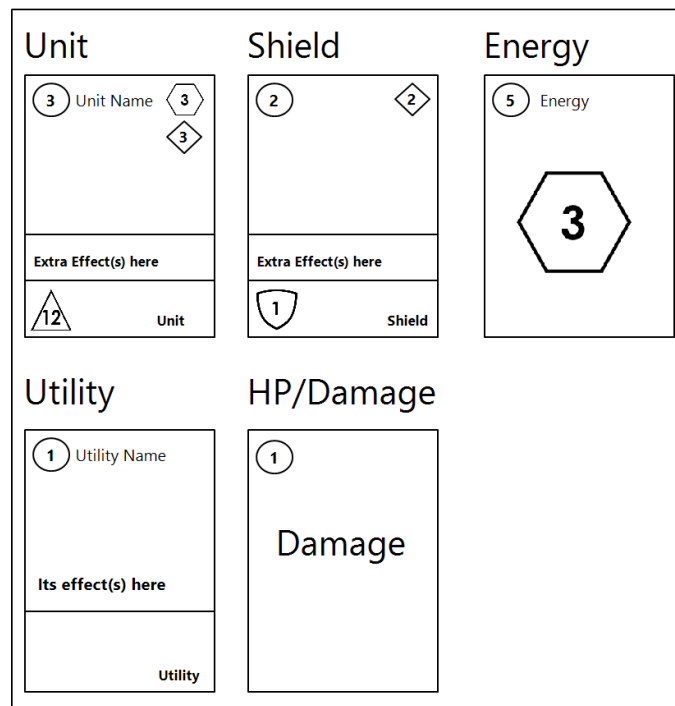 Unit
3 Unit Name 3
3
Extra Effect(s) here
12 Unit
Shield
2 2
Extra Effect(s) here
1 Shield
Energy
5 Energy
3
Utility
1 Utility Name
Its effect(s) here
Utility
HP/Damage
1
Damage